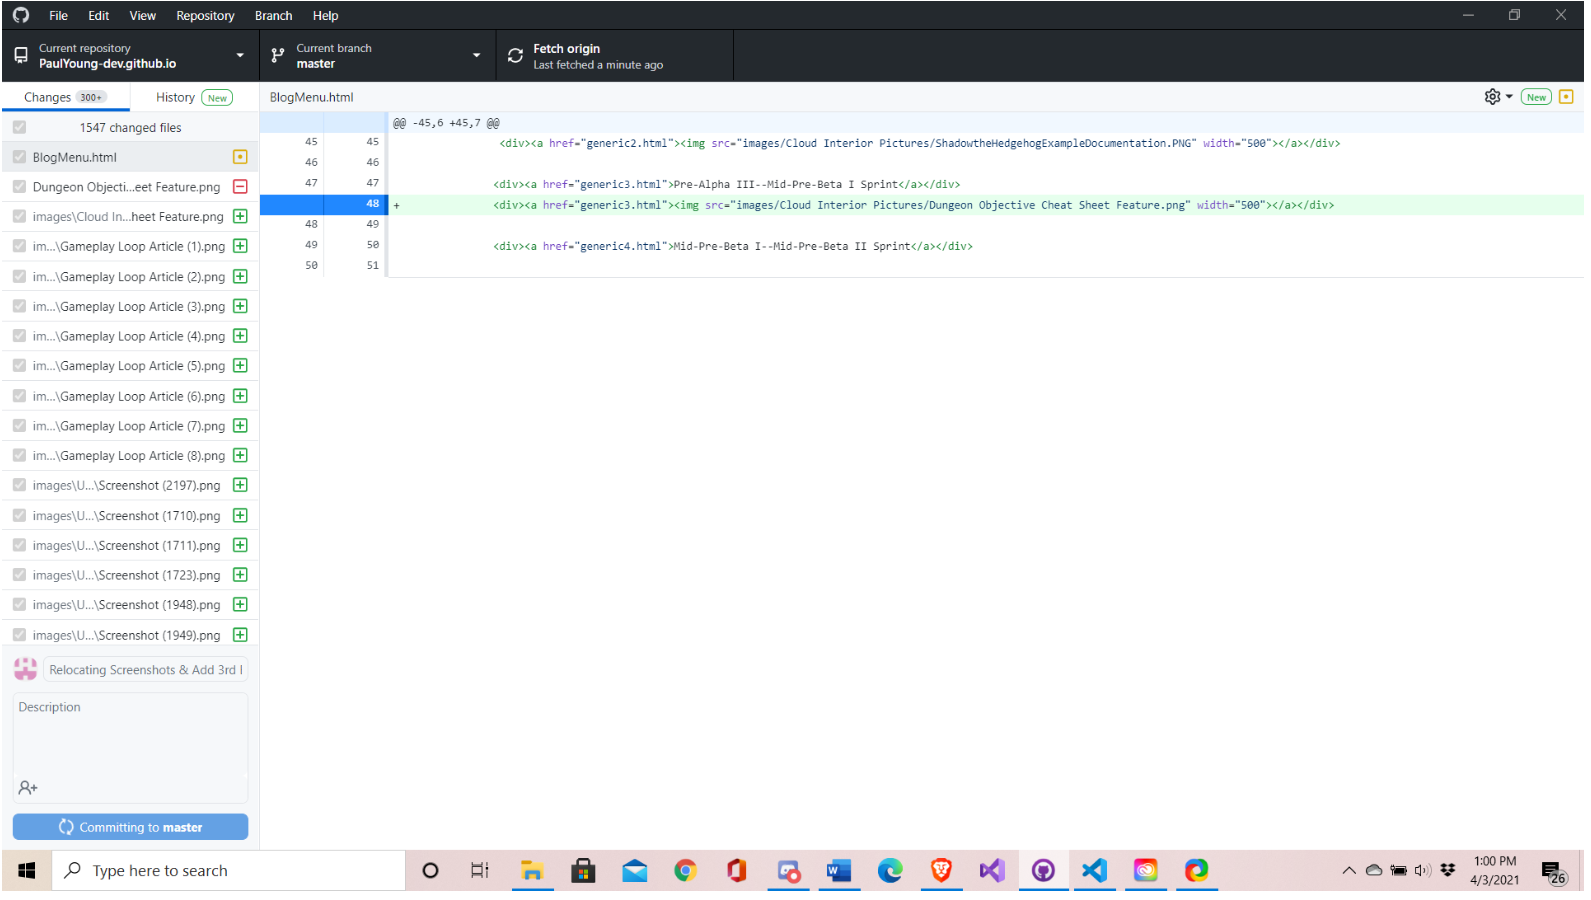 File Edit View Repository Branch Help
Current repository
PaulYoung-dev.github.io
Current branch
master
Fetch origin
Last fetched a minute ago
Changes 300+
History New
BlogMenu.html
New
1547 changed files
BlogMenu.html
Dungeon Objecti...eet Feature.png
images\Cloud In...heet Feature.png
im...\Gameplay Loop Article (1).png
im...\Gameplay Loop Article (2).png
im...\Gameplay Loop Article (3).png
im...\Gameplay Loop Article (4).png
im...\Gameplay Loop Article (5).png
im...\Gameplay Loop Article (6).png
im...\Gameplay Loop Article (7).png
im...\Gameplay Loop Article (8).png
images\U...\Screenshot (2197).png
images\U...\Screenshot (1710).png
images\U...\Screenshot (1711).png
images\U...\Screenshot (1723).png
images\U...\Screenshot (1948).png
images\U...\Screenshot (1949).png
Relocating Screenshots & Add 3rd
Description
Committing to master
@@ -45,6 +45,7 @@
45 45 <div><a href="generic2.html"><img src="images/Cloud Interior Pictures/ShadowtheHedgehogExampleDocumentation.PNG" width="500"></a></div>
46 46
47 47 <div><a href="generic3.html">Pre-Alpha III--Mid-Pre-Beta I Sprint</a></div>
48 + <div><a href="generic3.html"><img src="images/Cloud Interior Pictures/Dungeon Objective Cheat Sheet Feature.png" width="500"></a></div>
48 49
49 50 <div><a href="generic4.html">Mid-Pre-Beta I--Mid-Pre-Beta II Sprint</a></div>
50 51
Type here to search
1:00 PM
4/3/2021
26